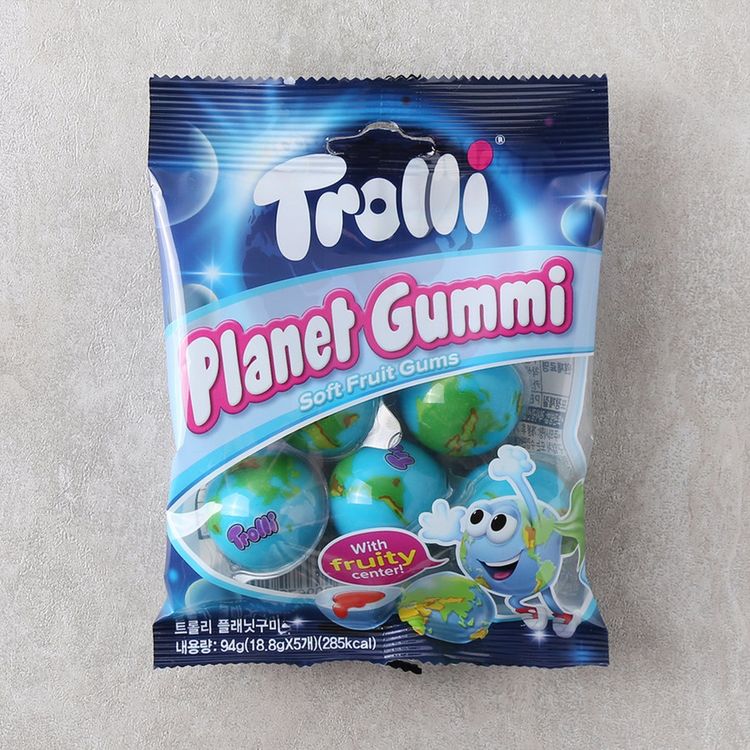 Trolli®
Planet Gummi
Soft Fruit Gums
Trolli
With
fruity
center!
트롤리 플래닛구미
내용량: 94g(18.8gX5개)(285kcal)